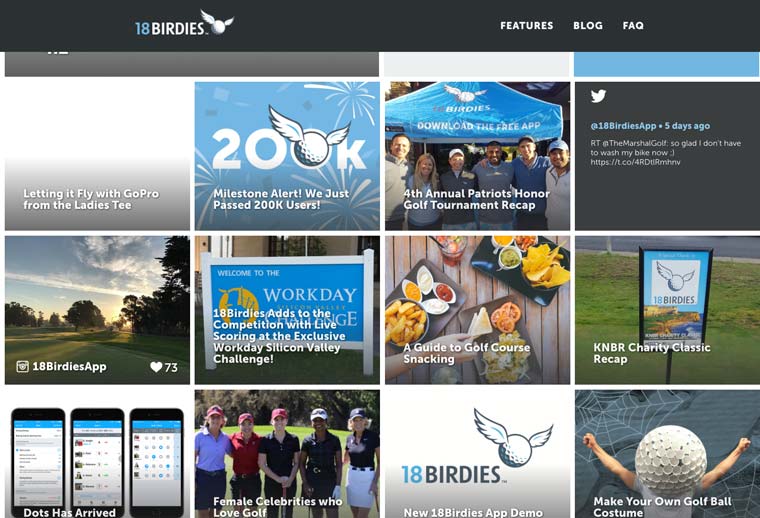 18BIRDIES
FEATURES BLOG FAQ
Letting it Fly with GoPro
from the Ladies Tee
200K
Milestone Alert! We Just
Passed 200K Users!
18BIRDIES
DOWNLOAD THE FREE APP
4th Annual Patriots Honor
Golf Tournament Recap
@18BirdiesApp • 5 days ago
RT @TheMarshalGolf: so glad I don't have
to wash my bike now ;)
https://t.co/4RDtlRmhnv
18BirdiesApp
73
WELCOME TO THE
WORKDAY
SILICON VALLEY
18Birdies Adds to the
Competition with Live
Scoring at the Exclusive
Workday Silicon Valley
Challenge!
A Guide to Golf Course
Snacking
18BIRDIES
KNBR Charity Classic
Recap
Dots Has Arrived
Female Celebrities who
Love Golf
18BIRDIES
New 18Birdies App Demo
Make Your Own Golf Ball
Costume